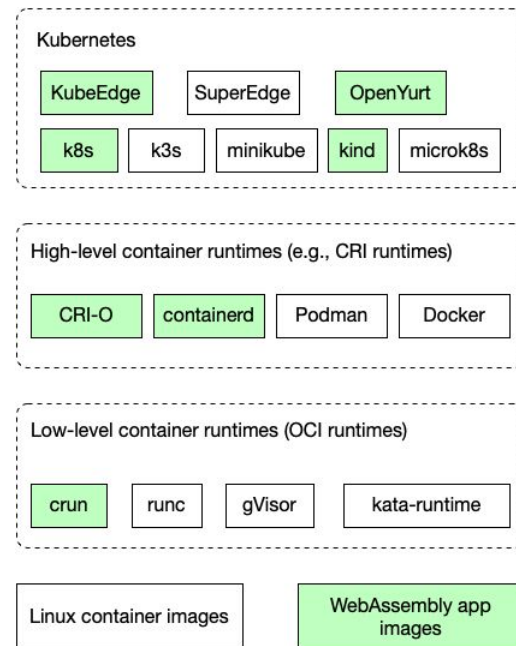 Kubernetes
KubeEdge SuperEdge OpenYurt
k8s k3s minikube kind microk8s
High-level container runtimes (e.g., CRI runtimes)
CRI-O containerd Podman Docker
Low-level container runtimes (OCI runtimes)
crun runc gVisor kata-runtime
Linux container images
WebAssembly app
images